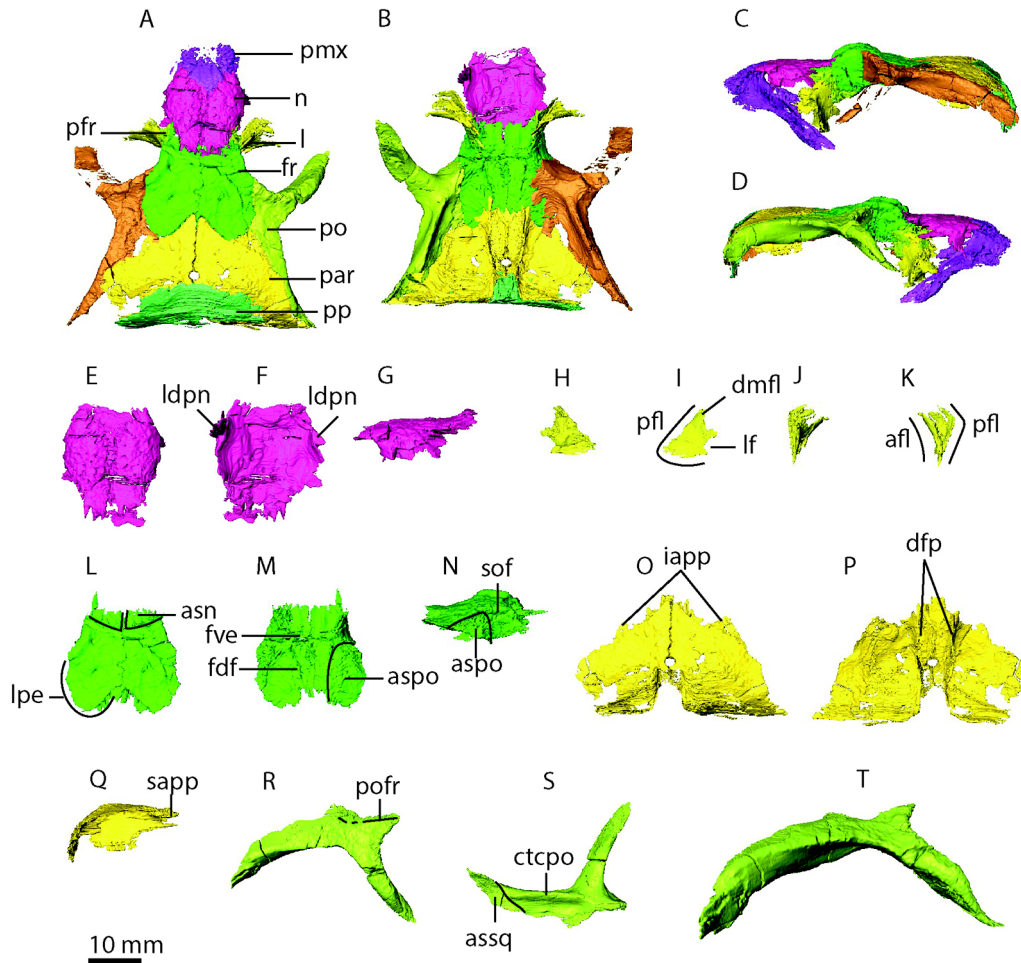 A B C
pmx
n
pfr
l
fr
po
par
pp
D
E F G H I J K
ldpn ldpn
dmfl
pfl
lf
afl
pfl
L M N O P
asn
fve
fdf
lpe
aspo
sof
aspo
iapp
dfp
Q R S T
sapp
pofr
ctcpo
assq
10 mm